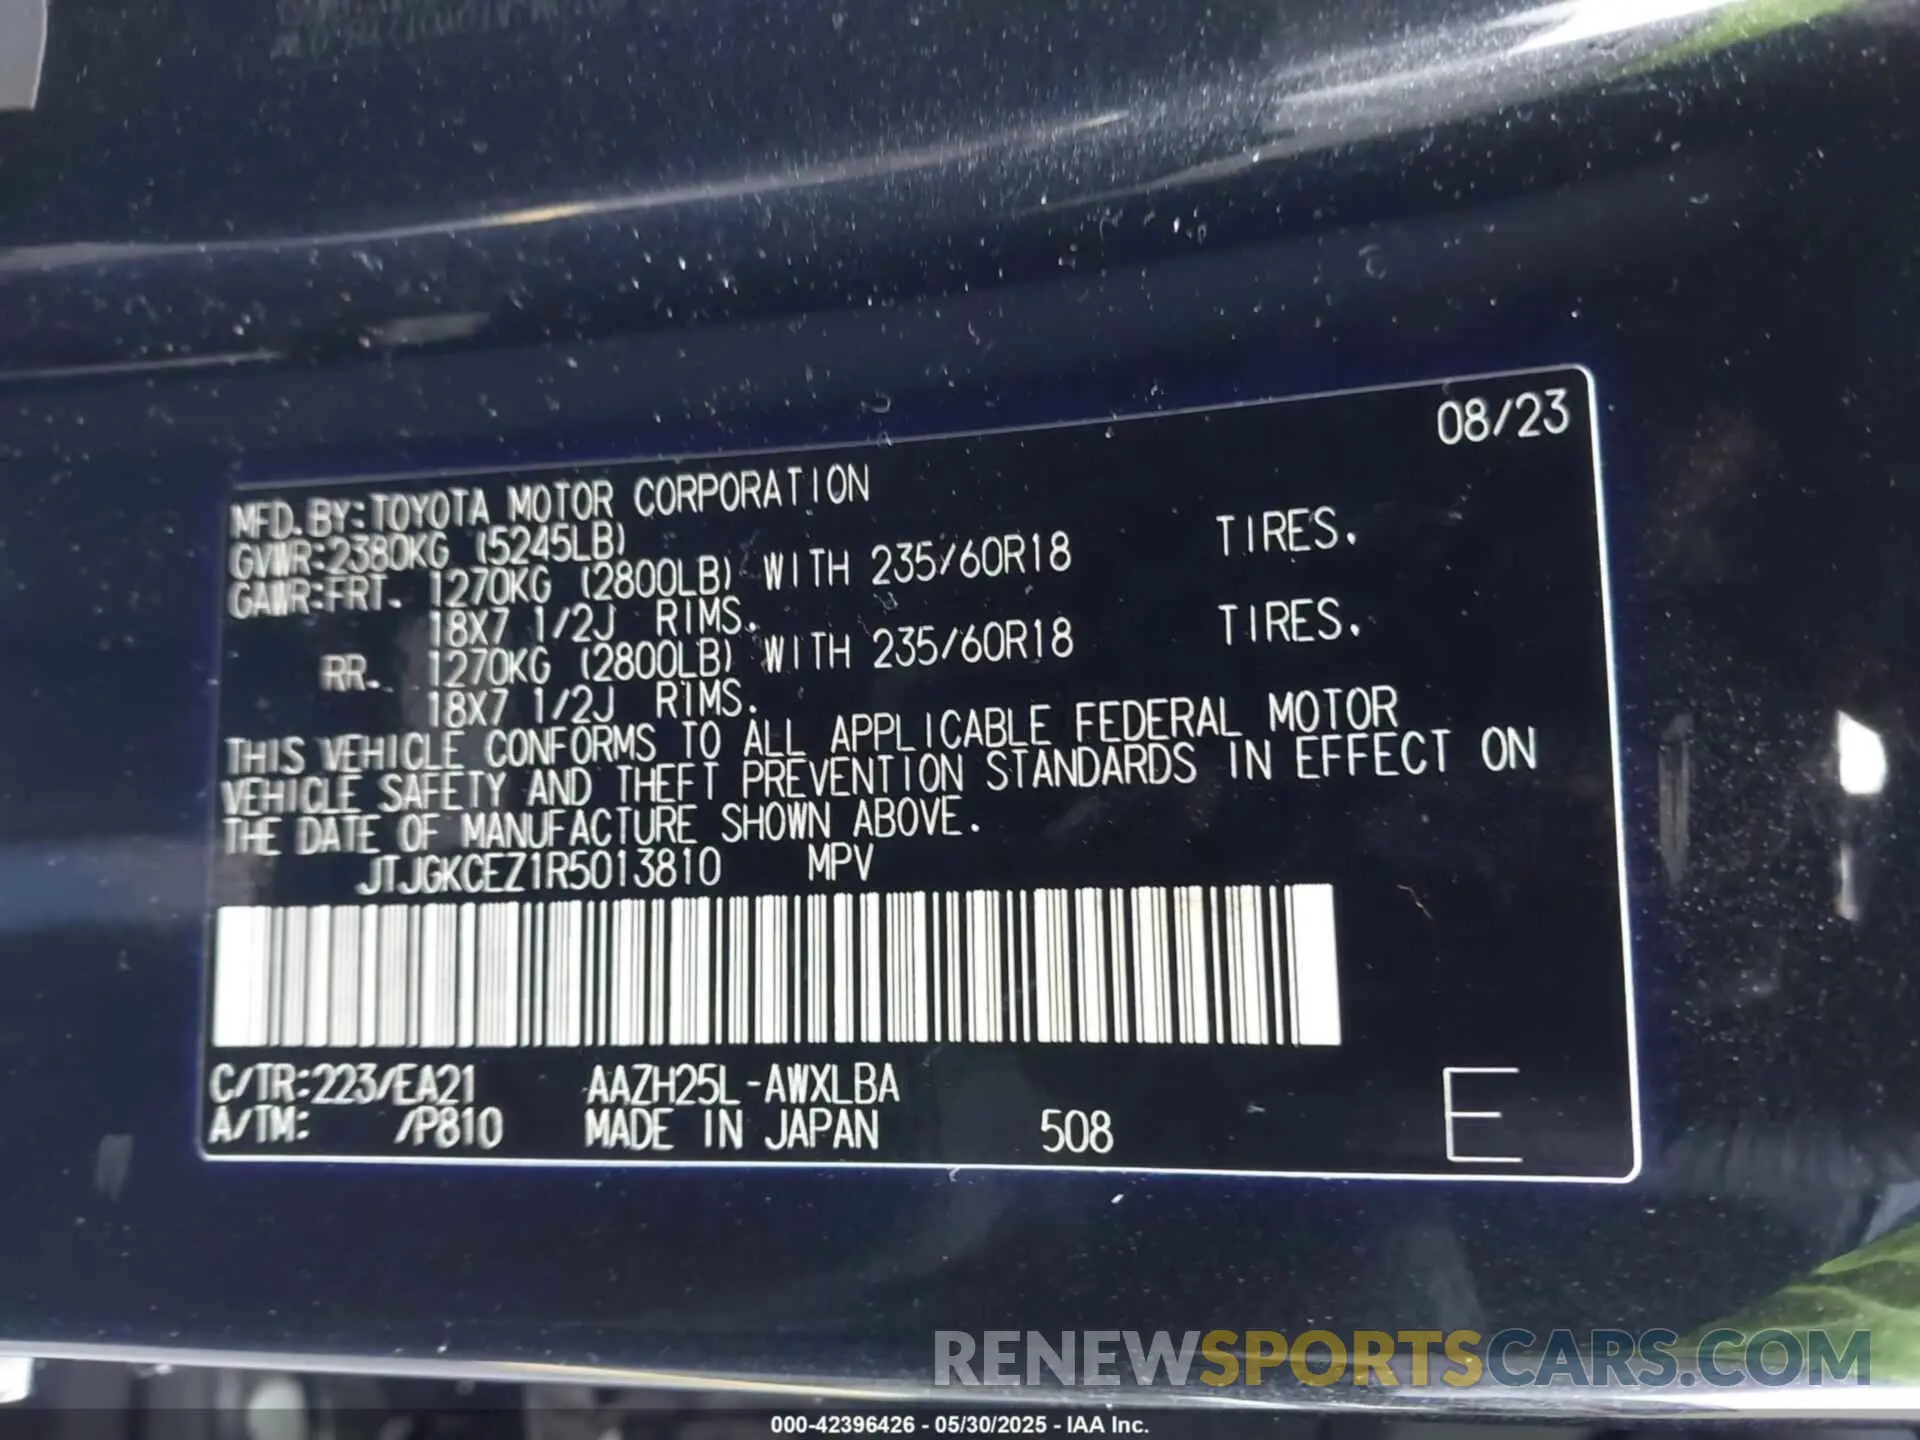 08/23
MFD.BY:TOYOTA MOTOR CORPORATION
GVWR:2380KG (5245LB)
GAWR:FRT. 1270KG (2800LB) WITH 235/60R18 TIRES.
18X7 1/2J RIMS.
RR. 1270KG (2800LB) WITH 235/60R18 TIRES.
18X7 1/2J RIMS.
THIS VEHICLE CONFORMS TO ALL APPLICABLE FEDERAL MOTOR
VEHICLE SAFETY AND THEFT PREVENTION STANDARDS IN EFFECT ON
THE DATE OF MANUFACTURE SHOWN ABOVE.
JTJGKCEZ1R5013810 MPV
C/TR:223/EA21 AAZH25L-AWXLBA
A/TM: /P810 MADE IN JAPAN 508 E
RENEWSPORTSCARS.COM
000-42396426 - 05/30/2025 - IAA Inc.